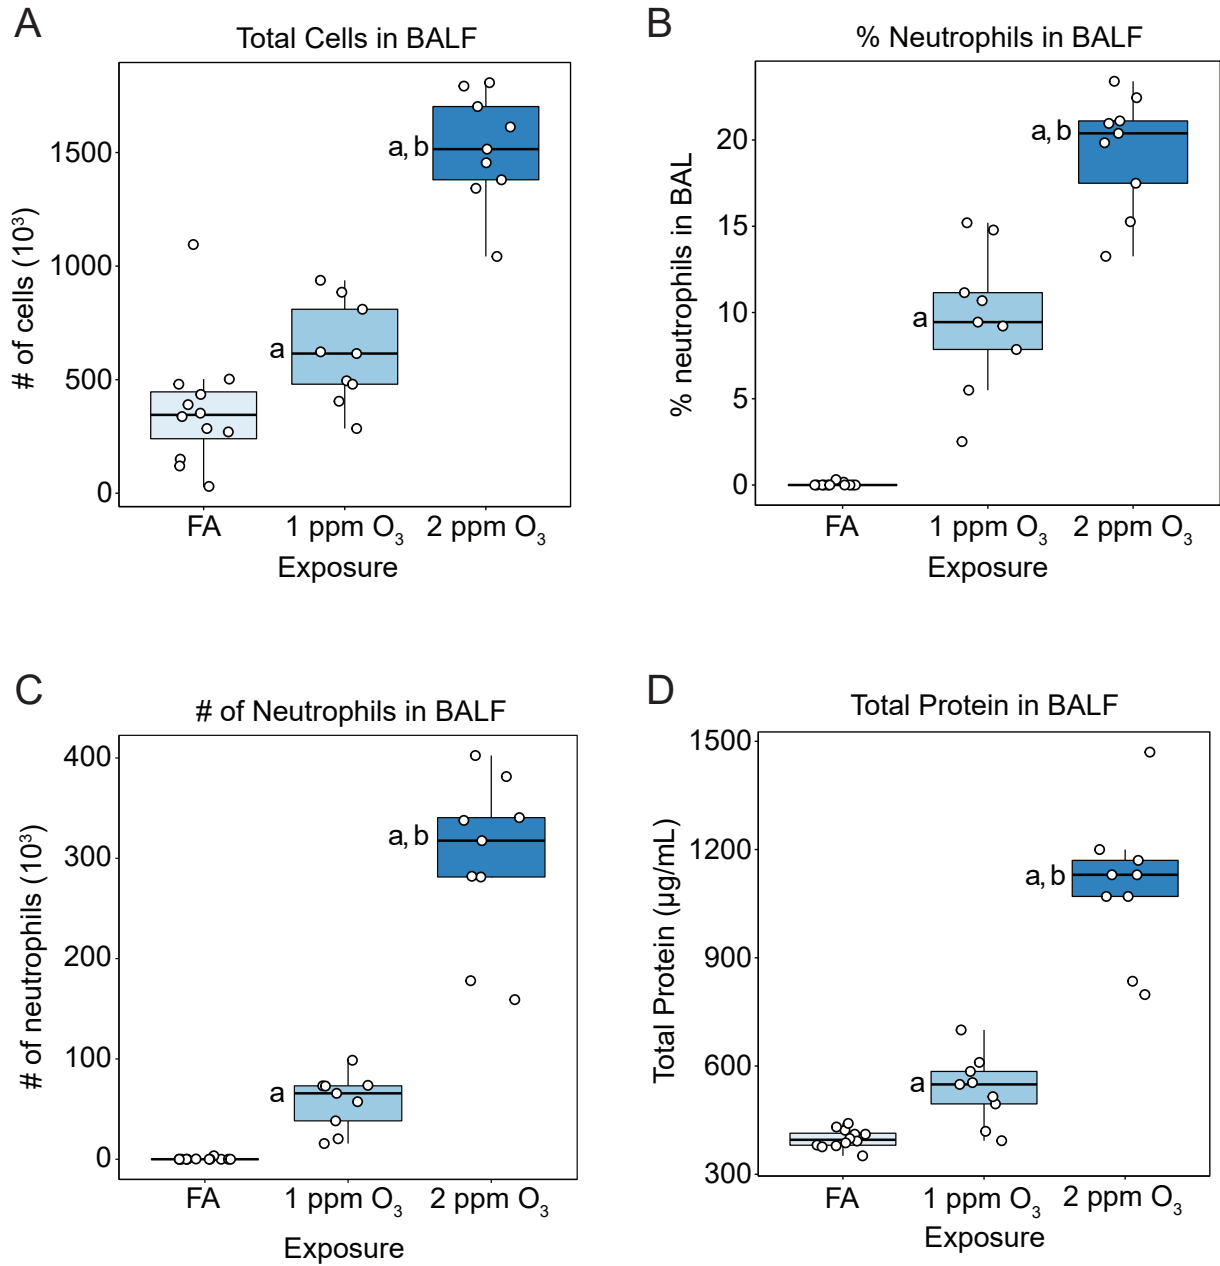 A
Total Cells in BALF
# of cells (10³)
1500
1000
500
0
a
a, b
FA
1 ppm O₃
2 ppm O₃
Exposure
B
% Neutrophils in BALF
% neutrophils in BAL
20
15
10
5
0
a
a, b
FA
1 ppm O₃
2 ppm O₃
Exposure
C
# of Neutrophils in BALF
# of neutrophils (10³)
400
300
200
100
0
a
a, b
FA
1 ppm O₃
2 ppm O₃
Exposure
D
Total Protein in BALF
Total Protein (µg/mL)
1500
1200
900
600
300
a
a, b
FA
1 ppm O₃
2 ppm O₃
Exposure